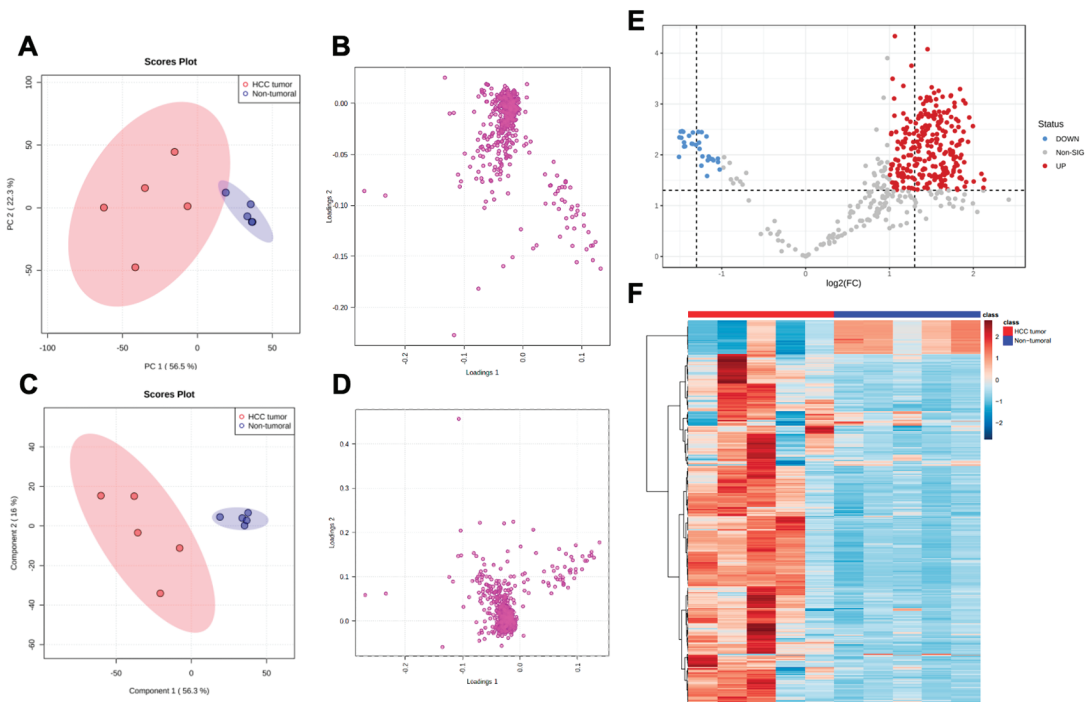 A
Scores Plot
HCC tumor
Non-tumoral
PC 2 ( 22.3 %)
100
50
0
-50
-100
-50
0
50
PC 1 ( 56.5 %)
B
Loadings 2
0.00
-0.05
-0.10
-0.15
-0.20
-0.2
-0.1
0.0
0.1
Loadings 1
C
Scores Plot
HCC tumor
Non-tumoral
Component 2 ( 16 %)
40
20
0
-20
-40
-60
-50
0
50
Component 1 ( 56.3 %)
D
Loadings 2
0.4
0.3
0.2
0.1
0.0
-0.2
-0.1
0.0
0.1
Loadings 1
E
4
3
2
1
0
-1
0
1
2
log2(FC)
Status
DOWN
Non-SIG
UP
F
class
2
1
0
−1
−2
class
HCC tumor
Non-tumoral